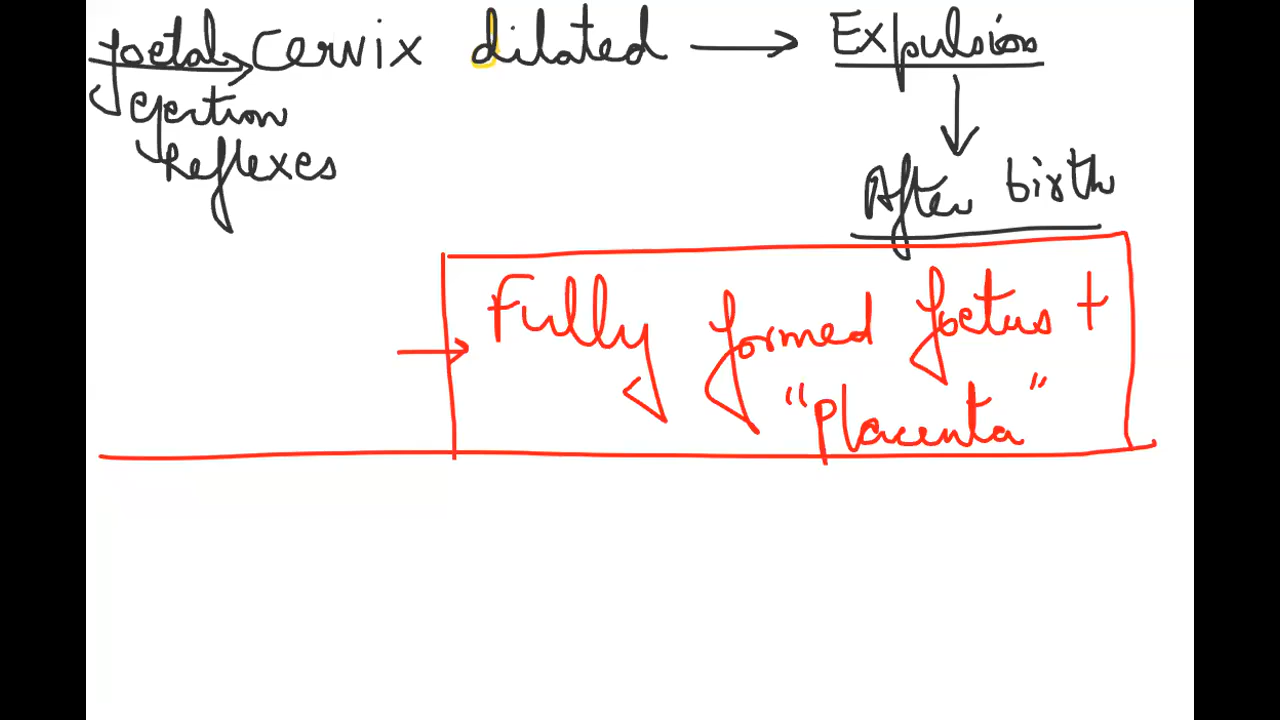 foetal → Cervix dilated → Expulsion
ejection
Reflexes
After birth
→ Fully formed foetus +
"Placenta"